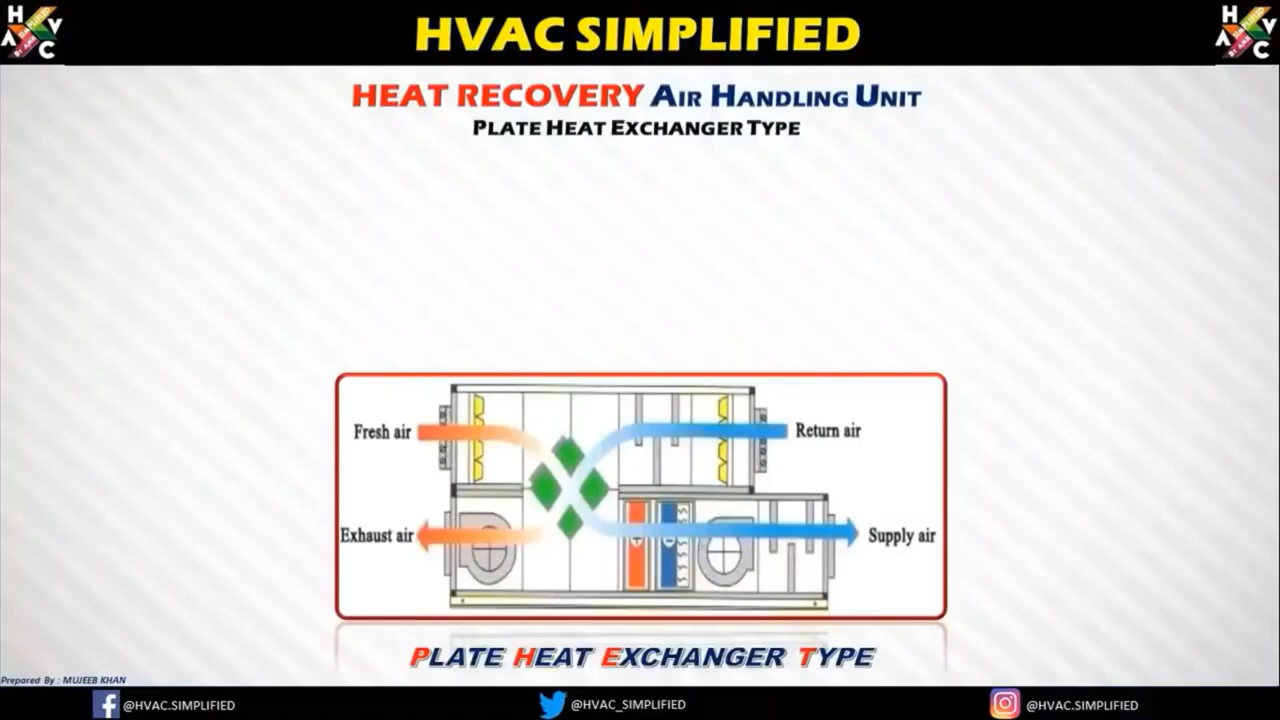 HVAC SIMPLIFIED
HEAT RECOVERY AIR HANDLING UNIT
PLATE HEAT EXCHANGER TYPE
Fresh air
Return air
Exhaust air
Supply air
PLATE HEAT EXCHANGER TYPE
Prepared By : MUJEEB KHAN
@HVAC.SIMPLIFIED
@HVAC_SIMPLIFIED
@HVAC.SIMPLIFIED